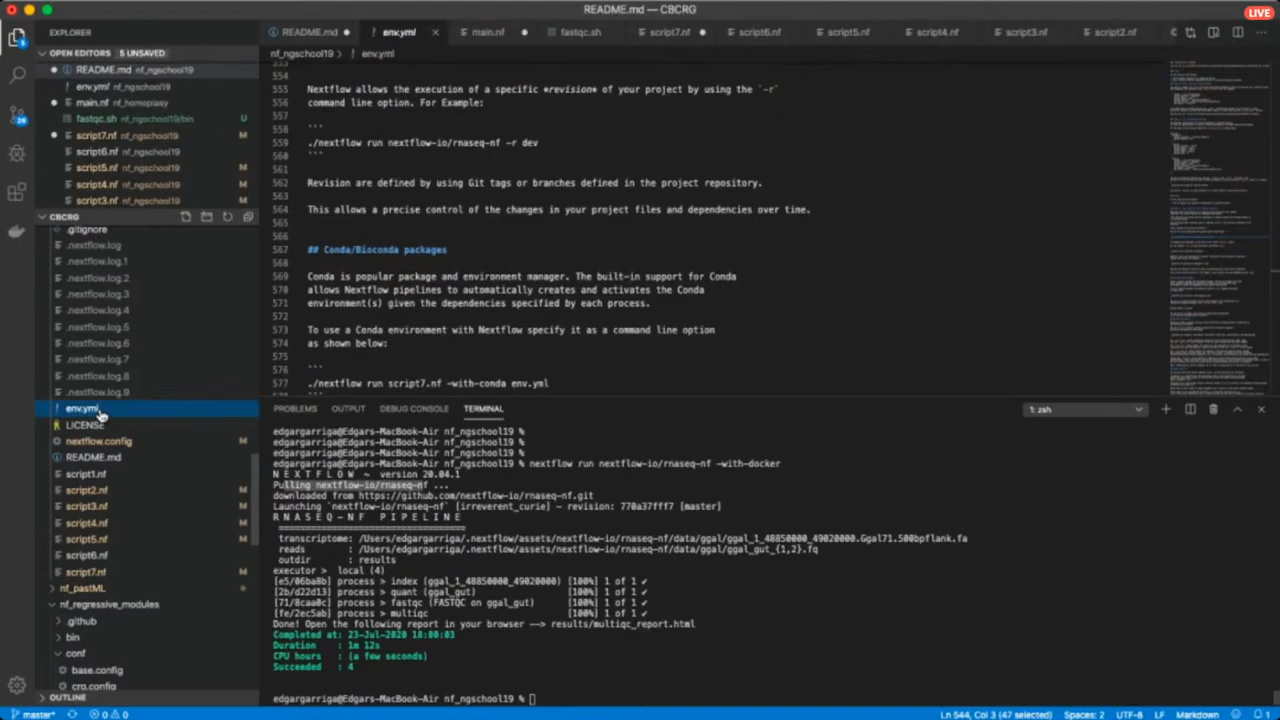 README.md — CBCRG
LIVE
EXPLORER
OPEN EDITORS 5 UNSAVED
README.md nf_ngschool19
env.yml nf_ngschool19
main.nf nf_homoplasy
fastqc.sh nf_ngschool19/bin U
script7.nf nf_ngschool19
script6.nf nf_ngschool19
script5.nf nf_ngschool19 M
script4.nf nf_ngschool19 M
script3.nf nf_ngschool19 M
CBCRG
.gitignore
.nextflow.log
.nextflow.log.1
.nextflow.log.2
.nextflow.log.3
.nextflow.log.4
.nextflow.log.5
.nextflow.log.6
.nextflow.log.7
.nextflow.log.8
.nextflow.log.9
env.yml
LICENSE
nextflow.config M
README.md
script1.nf
script2.nf M
script3.nf M
script4.nf M
script5.nf M
script6.nf
script7.nf M
nf_pastML
nf_regressive_modules
.github
bin
conf
base.config
crg.config
OUTLINE
README.md env.yml main.nf fastqc.sh script7.nf script6.nf script5.nf script4.nf script3.nf script2.nf
nf_ngschool19 > ! env.yml
553
554
555 Nextflow allows the execution of a specific *revision* of your project by using the `-r`
556 command line option. For Example:
557
558 ```
559 ./nextflow run nextflow-io/rnaseq-nf -r dev
560 ```
561
562 Revision are defined by using Git tags or branches defined in the project repository.
563
564 This allows a precise control of the changes in your project files and dependencies over time.
565
566
567 ## Conda/Bioconda packages
568
569 Conda is popular package and environment manager. The built-in support for Conda
570 allows Nextflow pipelines to automatically creates and activates the Conda
571 environment(s) given the dependencies specified by each process.
572
573 To use a Conda environment with Nextflow specify it as a command line option
574 as shown below:
575
576 ```
577 ./nextflow run script7.nf -with-conda env.yml
PROBLEMS OUTPUT DEBUG CONSOLE TERMINAL
1: zsh
edgargarriga@Edgars-MacBook-Air nf_ngschool19 %
edgargarriga@Edgars-MacBook-Air nf_ngschool19 %
edgargarriga@Edgars-MacBook-Air nf_ngschool19 %
edgargarriga@Edgars-MacBook-Air nf_ngschool19 % nextflow run nextflow-io/rnaseq-nf -with-docker
N E X T F L O W ~ version 20.04.1
Pulling nextflow-io/rnaseq-nf ...
downloaded from https://github.com/nextflow-io/rnaseq-nf.git
Launching `nextflow-io/rnaseq-nf` [irreverent_curie] - revision: 770a37fff7 [master]
R N A S E Q - N F P I P E L I N E
===================================
transcriptome: /Users/edgargarriga/.nextflow/assets/nextflow-io/rnaseq-nf/data/ggal/ggal_1_48850000_49020000.Ggal71.500bpflank.fa
reads : /Users/edgargarriga/.nextflow/assets/nextflow-io/rnaseq-nf/data/ggal/ggal_gut_{1,2}.fq
outdir : results
executor > local (4)
[e5/06ba8b] process > index (ggal_1_48850000_49020000) [100%] 1 of 1 ✔
[2b/d22d13] process > quant (ggal_gut) [100%] 1 of 1 ✔
[71/8caa0c] process > fastqc (FASTQC on ggal_gut) [100%] 1 of 1 ✔
[fe/2ec5ab] process > multiqc [100%] 1 of 1 ✔
Done! Open the following report in your browser --> results/multiqc_report.html
Completed at: 23-Jul-2020 18:00:03
Duration : 1m 12s
CPU hours : (a few seconds)
Succeeded : 4
edgargarriga@Edgars-MacBook-Air nf_ngschool19 %
master* 0 0 Ln 544, Col 3 (47 selected) Spaces: 2 UTF-8 LF Markdown 1